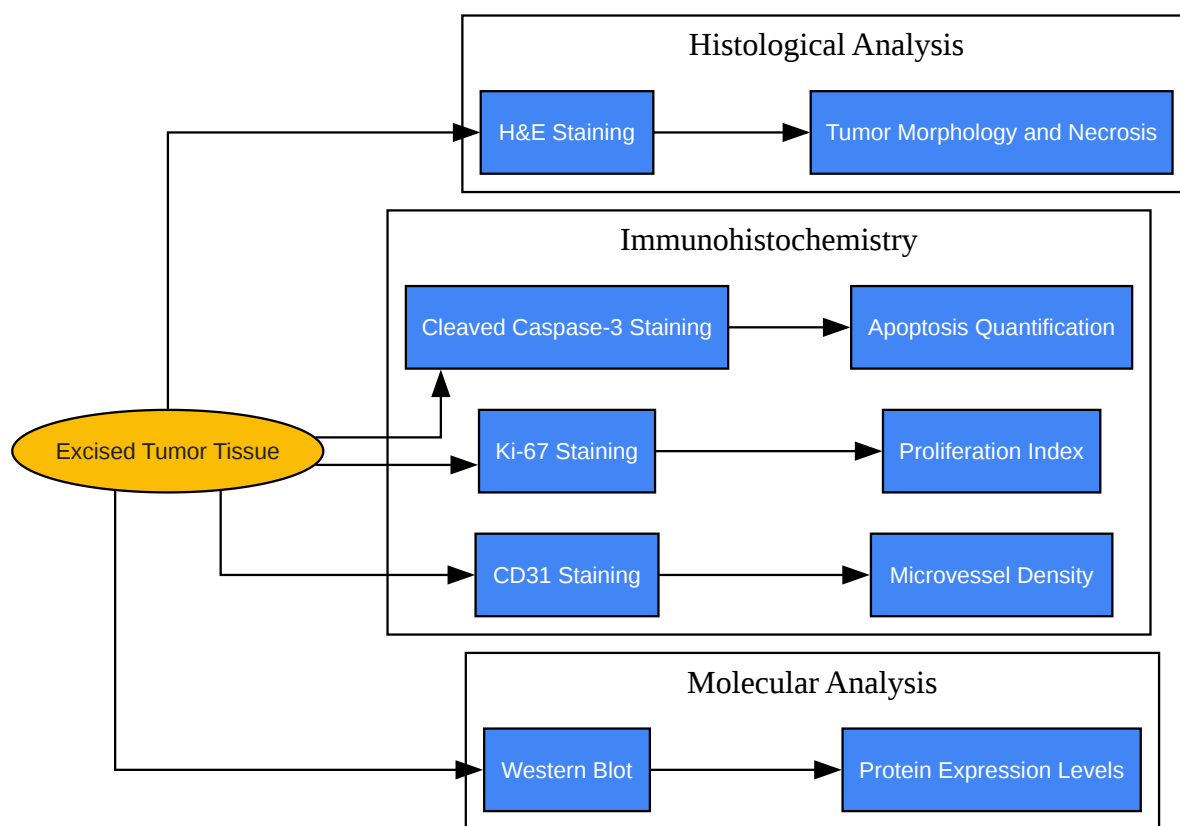 Histological Analysis
H&E Staining
Tumor Morphology and Necrosis
Immunohistochemistry
Cleaved Caspase-3 Staining
Apoptosis Quantification
Excised Tumor Tissue
Ki-67 Staining
Proliferation Index
CD31 Staining
Microvessel Density
Molecular Analysis
Western Blot
Protein Expression Levels